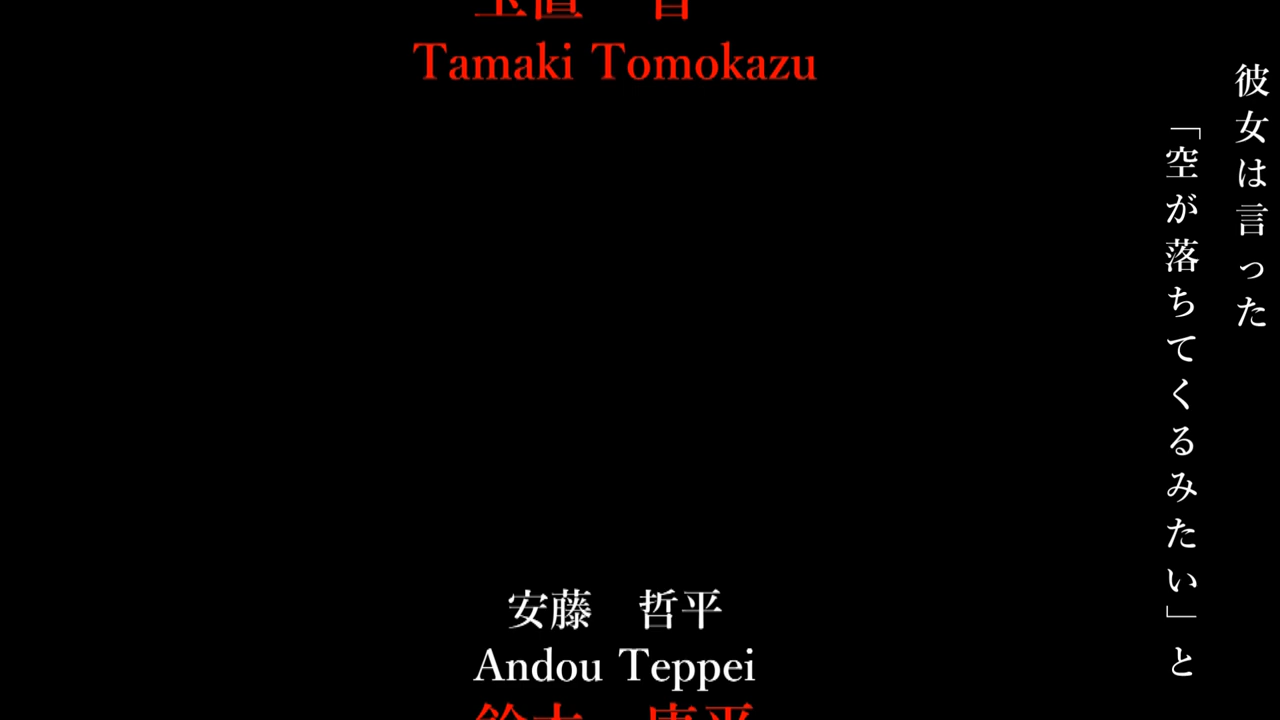 Tamaki Tomokazu
彼女は言った
「空が落ちてくるみたい」と
安藤　哲平
Andou Teppei